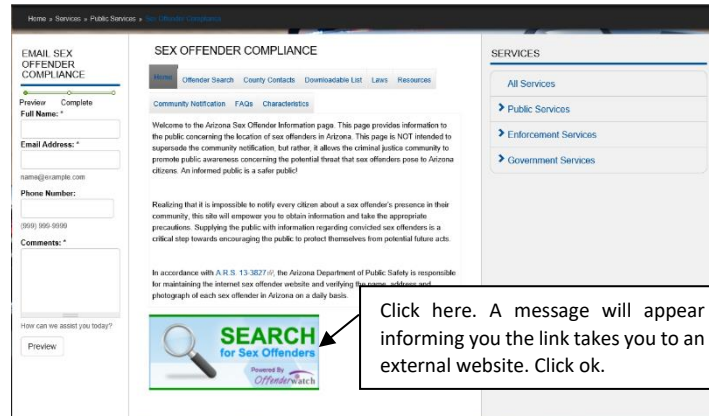 Home » Services » Public Services » Sex Offender Compliance
EMAIL SEX
OFFENDER
COMPLIANCE
Preview Complete
Full Name: *
Email Address: *
name@example.com
Phone Number:
(999) 999-9999
Comments: *
How can we assist you today?
Preview
SEX OFFENDER COMPLIANCE
Home Offender Search County Contacts Downloadable List Laws Resources
Community Notification FAQs Characteristics
Welcome to the Arizona Sex Offender Information page. This page provides information to
the public concerning the location of sex offenders in Arizona. This page is NOT intended to
supersede the community notification, but rather, it allows the criminal justice community to
promote public awareness concerning the potential threat that sex offenders pose to Arizona
citizens. An informed public is a safer public!
Realizing that it is impossible to notify every citizen about a sex offender's presence in their
community, this site will empower you to obtain information and take the appropriate
precautions. Supplying the public with information regarding convicted sex offenders is a
critical step towards encouraging the public to protect themselves from potential future acts.
In accordance with A.R.S. 13-3827, the Arizona Department of Public Safety is responsible
for maintaining the internet sex offender website and verifying the name, address and
photograph of each sex offender in Arizona on a daily basis.
SEARCH
for Sex Offenders
Powered By
Offenderwatch
SERVICES
All Services
Public Services
Enforcement Services
Government Services
Click here. A message will appear
informing you the link takes you to an
external website. Click ok.